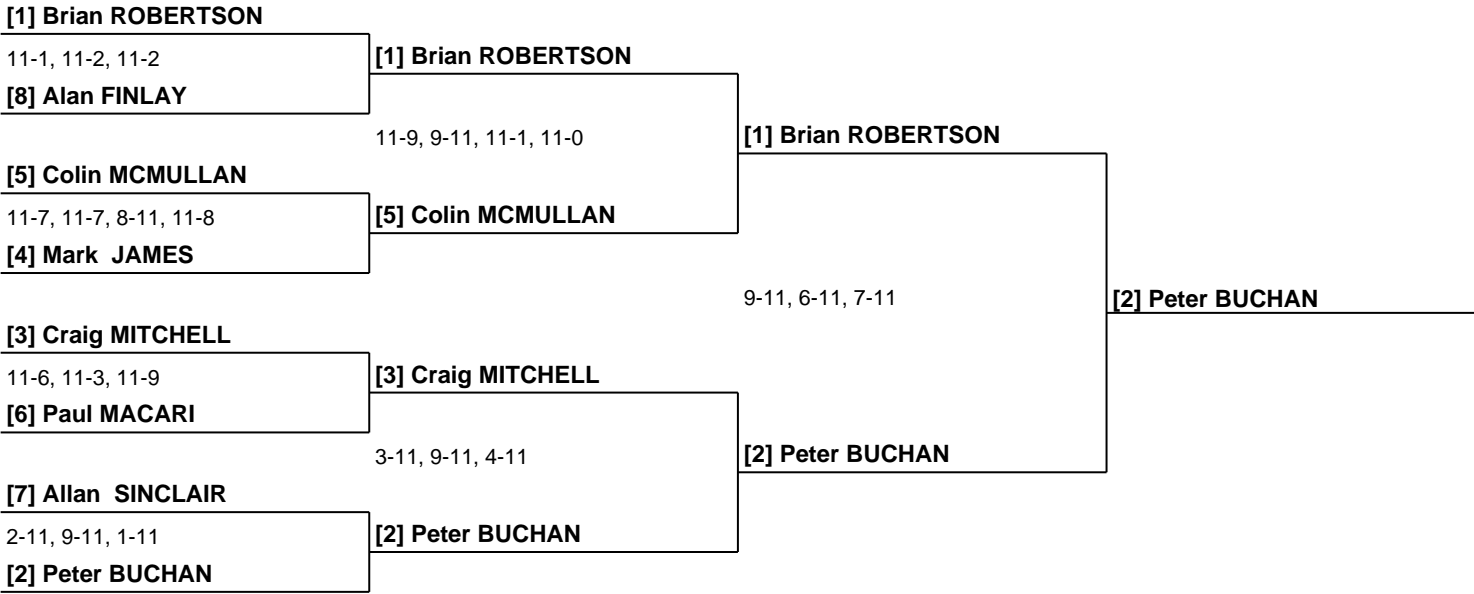 [1] Brian ROBERTSON
11-1, 11-2, 11-2
[1] Brian ROBERTSON
[8] Alan FINLAY
11-9, 9-11, 11-1, 11-0
[1] Brian ROBERTSON
[5] Colin MCMULLAN
11-7, 11-7, 8-11, 11-8
[5] Colin MCMULLAN
[4] Mark  JAMES
9-11, 6-11, 7-11
[2] Peter BUCHAN
[3] Craig MITCHELL
11-6, 11-3, 11-9
[3] Craig MITCHELL
[6] Paul MACARI
3-11, 9-11, 4-11
[2] Peter BUCHAN
[7] Allan  SINCLAIR
2-11, 9-11, 1-11
[2] Peter BUCHAN
[2] Peter BUCHAN